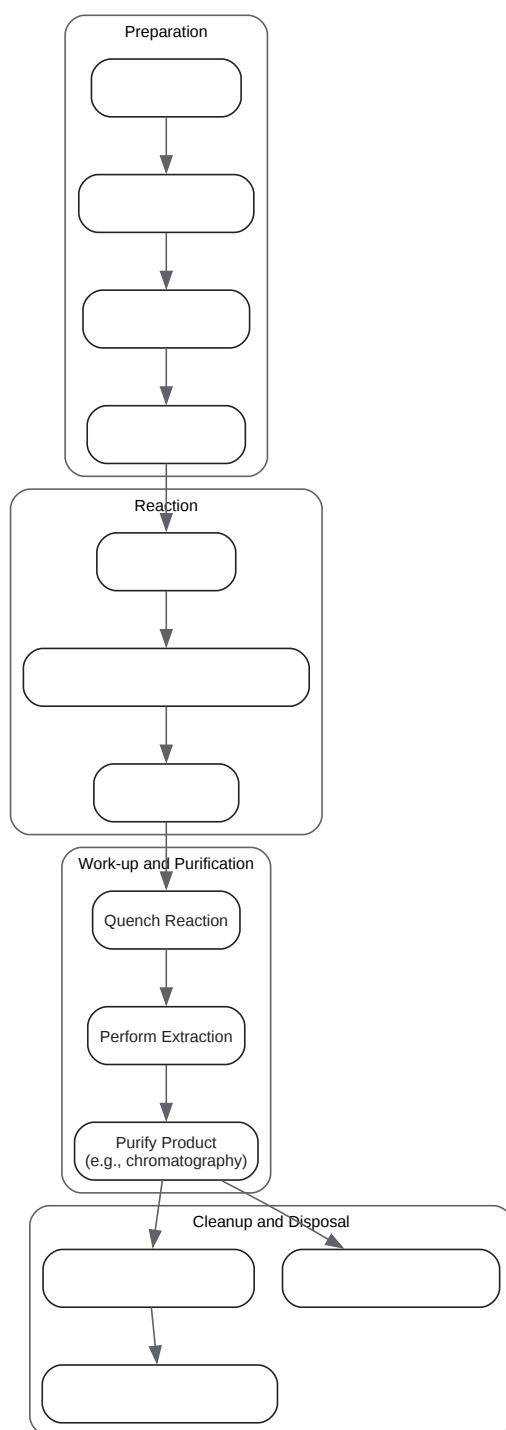 Preparation
Reaction
Work-up and Purification
Quench Reaction
Perform Extraction
Purify Product
(e.g., chromatography)
Cleanup and Disposal